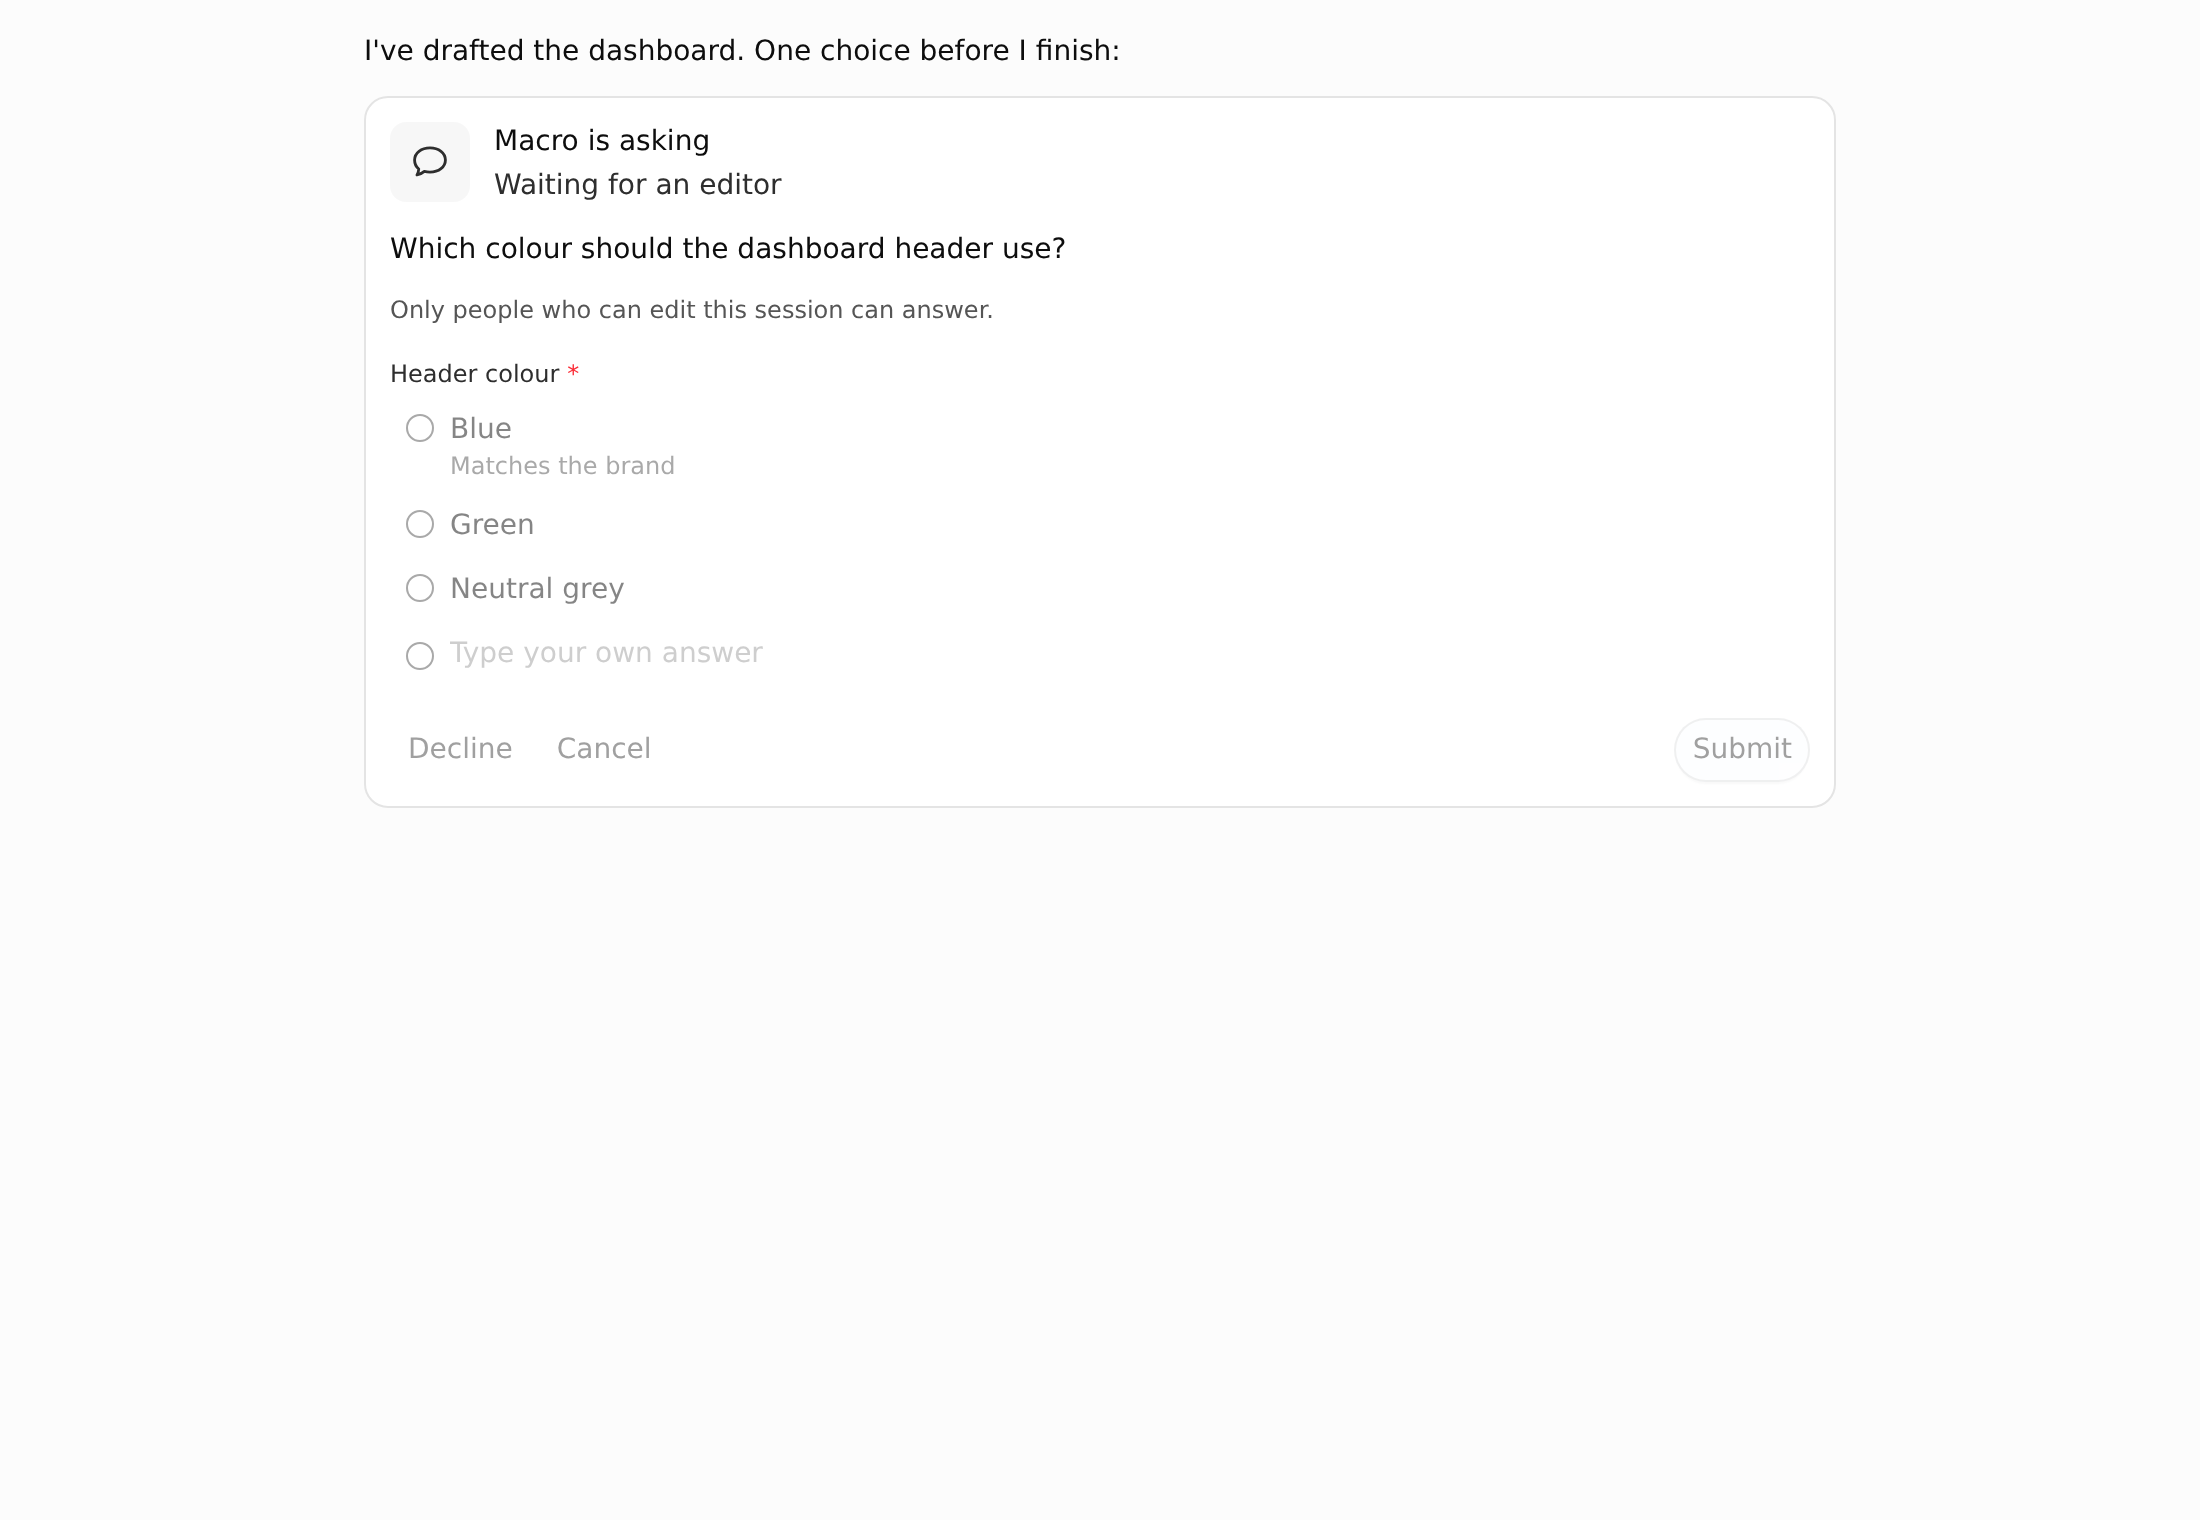 I've drafted the dashboard. One choice before I finish:
Macro is asking
Waiting for an editor
Which colour should the dashboard header use?
Only people who can edit this session can answer.
Header colour *
Blue
Matches the brand
Green
Neutral grey
Type your own answer
Decline Cancel Submit